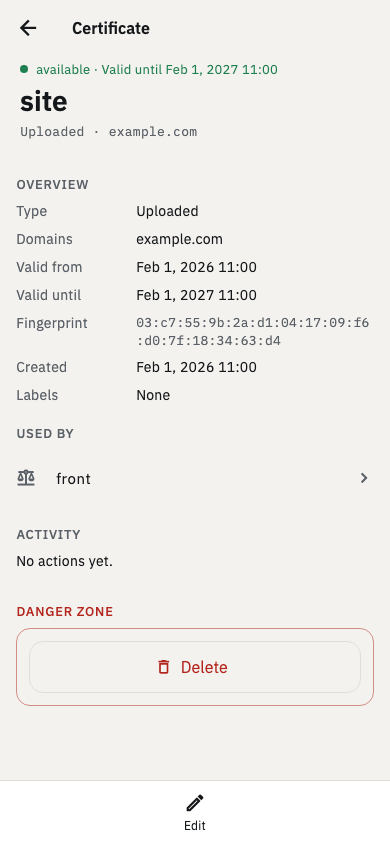 Certificate
available · Valid until Feb 1, 2027 11:00
site
Uploaded · example.com
OVERVIEW
Type Uploaded
Domains example.com
Valid from Feb 1, 2026 11:00
Valid until Feb 1, 2027 11:00
Fingerprint 03:c7:55:9b:2a:d1:04:17:09:f6
:d0:7f:18:34:63:d4
Created Feb 1, 2026 11:00
Labels None
USED BY
front
ACTIVITY
No actions yet.
DANGER ZONE
Delete
Edit